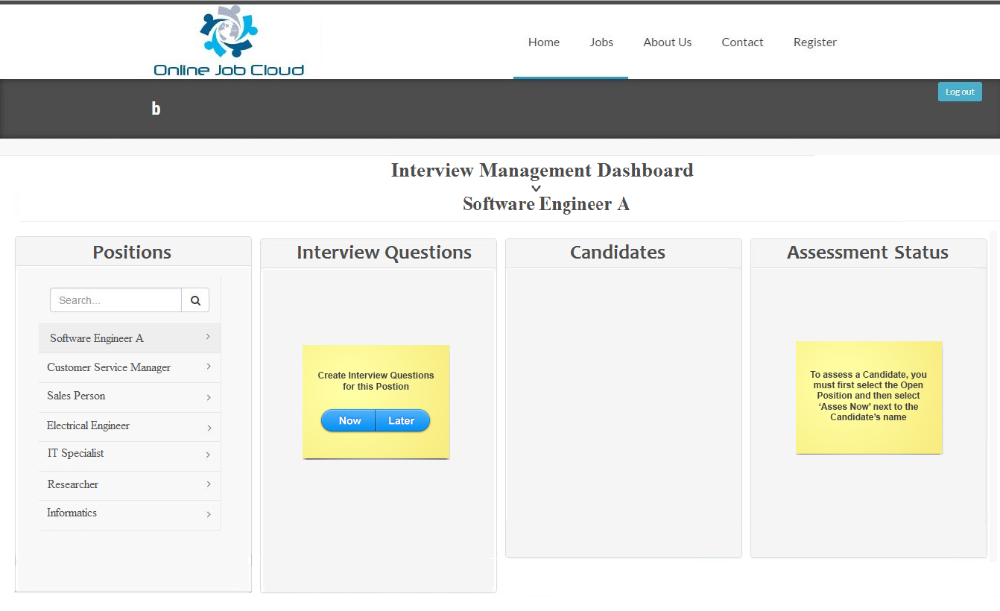 Online Job Cloud
Home Jobs About Us Contact Register
Log out
b
Interview Management Dashboard
Software Engineer A
Positions
Search...
Software Engineer A
Customer Service Manager
Sales Person
Electrical Engineer
IT Specialist
Researcher
Informatics
Interview Questions
Create Interview Questions
for this Postion
Now Later
Candidates
Assessment Status
To assess a Candidate, you
must first select the Open
Position and then select
‘Asses Now’ next to the
Candidate’s name